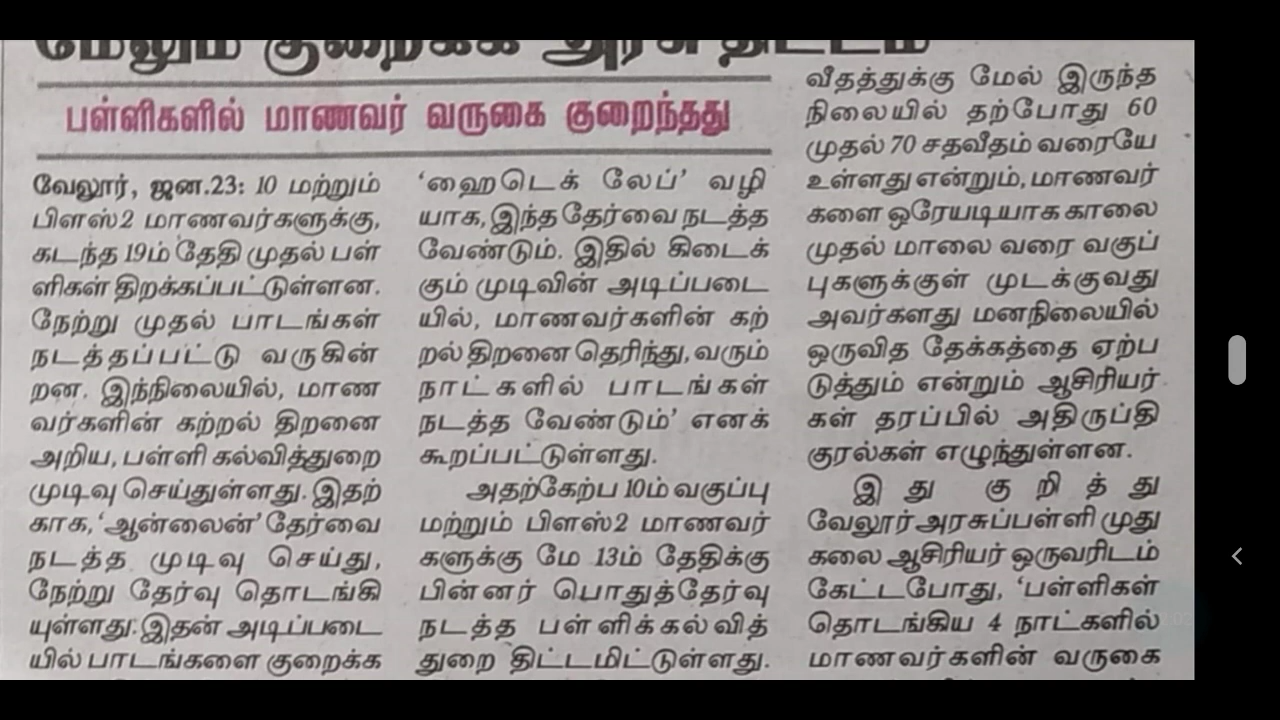 மேலும் குறைக்க அரசு திட்டம்
பள்ளிகளில் மாணவர் வருகை குறைந்தது
வேலூர், ஜன.23: 10 மற்றும்
பிளஸ்2 மாணவர்களுக்கு,
கடந்த 19ம் தேதி முதல் பள்
ளிகள் திறக்கப்பட்டுள்ளன.
நேற்று முதல் பாடங்கள்
நடத்தப்பட்டு வருகின்
றன. இந்நிலையில், மாண
வர்களின் கற்றல் திறனை
அறிய, பள்ளி கல்வித்துறை
முடிவு செய்துள்ளது. இதற்
காக, 'ஆன்லைன்' தேர்வை
நடத்த முடிவு செய்து,
நேற்று தேர்வு தொடங்கி
யுள்ளது. இதன் அடிப்படை
யில் பாடங்களை குறைக்க
'ஹைடெக் லேப்' வழி
யாக, இந்த தேர்வை நடத்த
வேண்டும். இதில் கிடைக்
கும் முடிவின் அடிப்படை
யில், மாணவர்களின் கற்
றல் திறனை தெரிந்து, வரும்
நாட்களில் பாடங்கள்
நடத்த வேண்டும்' எனக்
கூறப்பட்டுள்ளது.
அதற்கேற்ப 10ம் வகுப்பு
மற்றும் பிளஸ்2 மாணவர்
களுக்கு மே 13ம் தேதிக்கு
பின்னர் பொதுத்தேர்வு
நடத்த பள்ளிக்கல்வித்
துறை திட்டமிட்டுள்ளது.
வீதத்துக்கு மேல் இருந்த
நிலையில் தற்போது 60
முதல் 70 சதவீதம் வரையே
உள்ளது என்றும், மாணவர்
களை ஒரேயடியாக காலை
முதல் மாலை வரை வகுப்
புகளுக்குள் முடக்குவது
அவர்களது மனநிலையில்
ஒருவித தேக்கத்தை ஏற்ப
டுத்தும் என்றும் ஆசிரியர்
கள் தரப்பில் அதிருப்தி
குரல்கள் எழுந்துள்ளன.
இது குறித்து
வேலூர் அரசுப்பள்ளி முது
கலை ஆசிரியர் ஒருவரிடம்
கேட்டபோது, 'பள்ளிகள்
தொடங்கிய 4 நாட்களில்
மாணவர்களின் வருகை